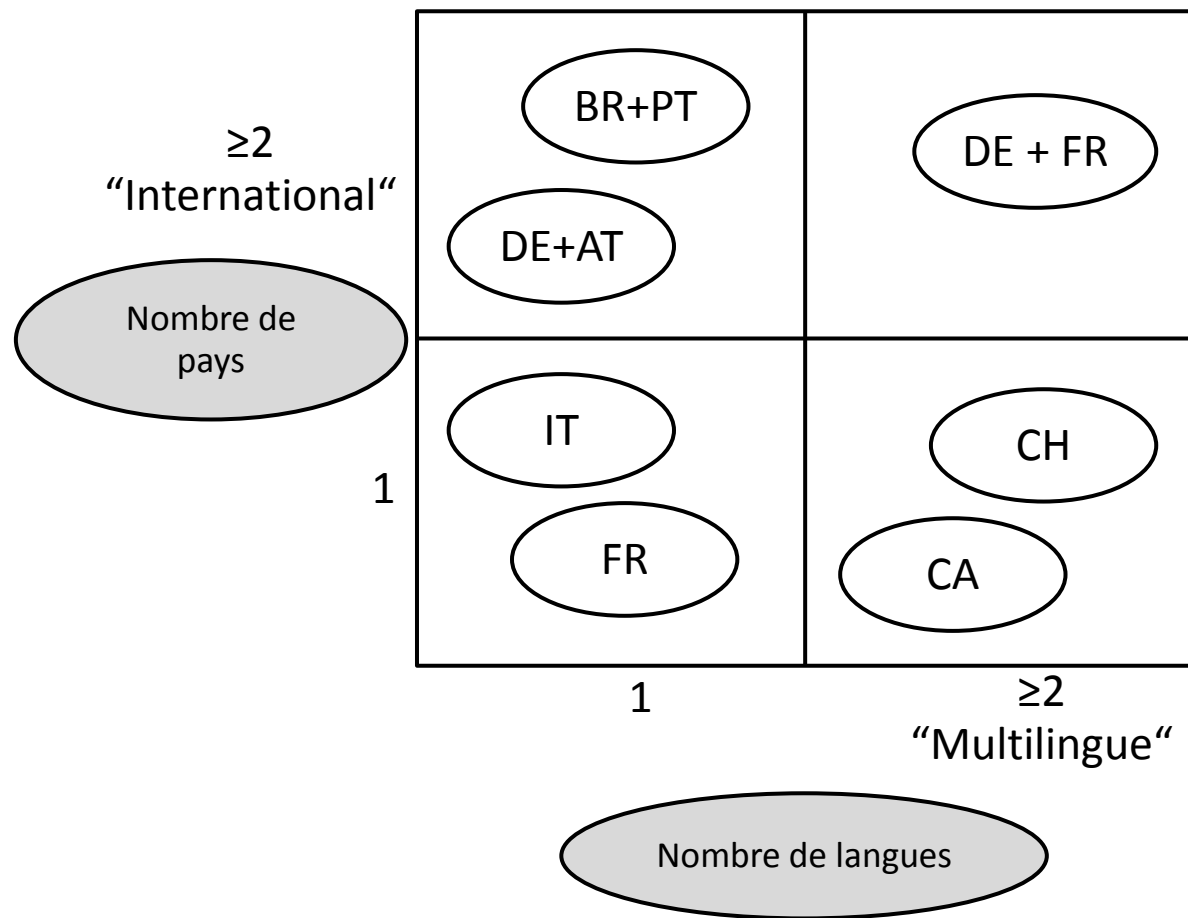 BR+PT
DE + FR
≥2
“International“
DE+AT
Nombre de
pays
IT
CH
1
FR
CA
1
≥2
“Multilingue“
Nombre de langues